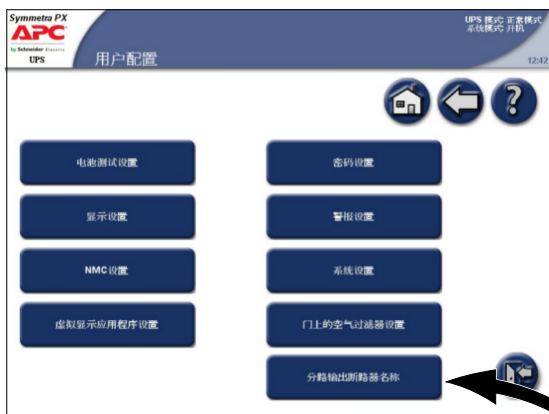 Symmetra PX
APC
by Schneider Electric
UPS
用户配置
UPS 模式 正常模式
系统模式 开机
12:42
?
电池测试设置
密码设置
显示设置
警报设置
NMC设置
系统设置
虚拟显示应用程序设置
门上的空气过滤器设置
分路输出断路器名称